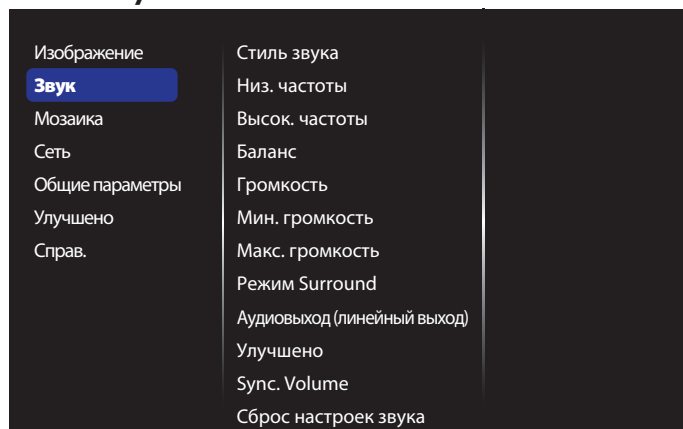 Изображение
Звук
Мозаика
Сеть
Общие параметры
Улучшено
Справ.
Стиль звука
Низ. частоты
Высок. частоты
Баланс
Громкость
Мин. громкость
Макс. громкость
Режим Surround
Аудиовыход (линейный выход)
Улучшено
Sync. Volume
Сброс настроек звука